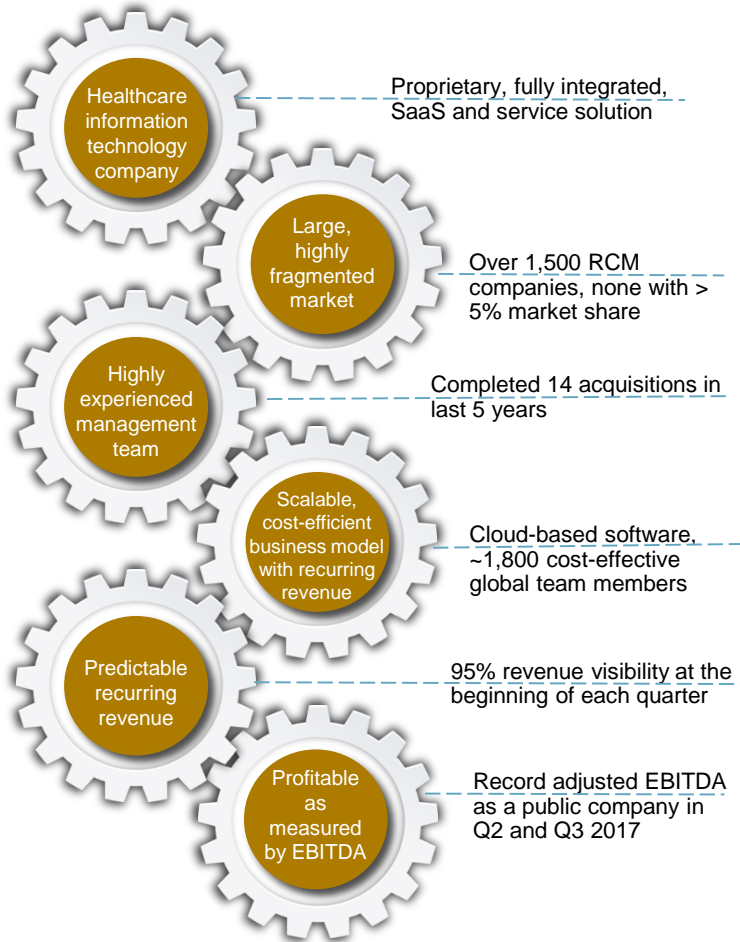 Healthcare
information
technology
company
Proprietary, fully integrated,
SaaS and service solution
Large,
highly
fragmented
market
Over 1,500 RCM
companies, none with >
5% market share
Highly
experienced
management
team
Completed 14 acquisitions in
last 5 years
Scalable,
cost-efficient
business model
with recurring
revenue
Cloud-based software,
~1,800 cost-effective
global team members
Predictable
recurring
revenue
95% revenue visibility at the
beginning of each quarter
Profitable
as
measured
by EBITDA
Record adjusted EBITDA
as a public company in
Q2 and Q3 2017